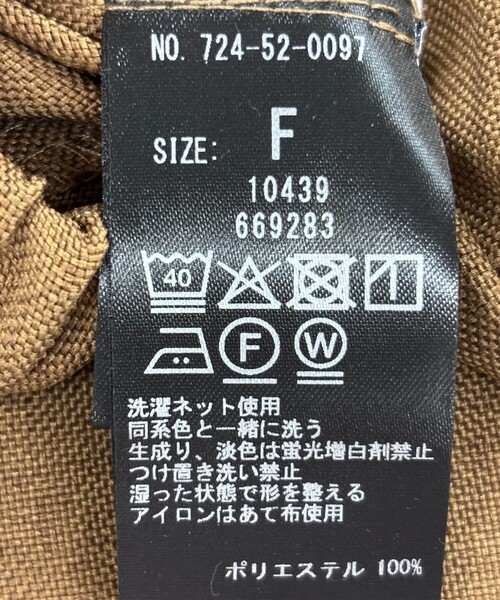 NO. 724-52-0097
SIZE: F
10439
669283
40
F W
洗濯ネット使用
同系色と一緒に洗う
生成り、淡色は蛍光増白剤禁止
つけ置き洗い禁止
湿った状態で形を整える
アイロンはあて布使用
ポリエステル 100%